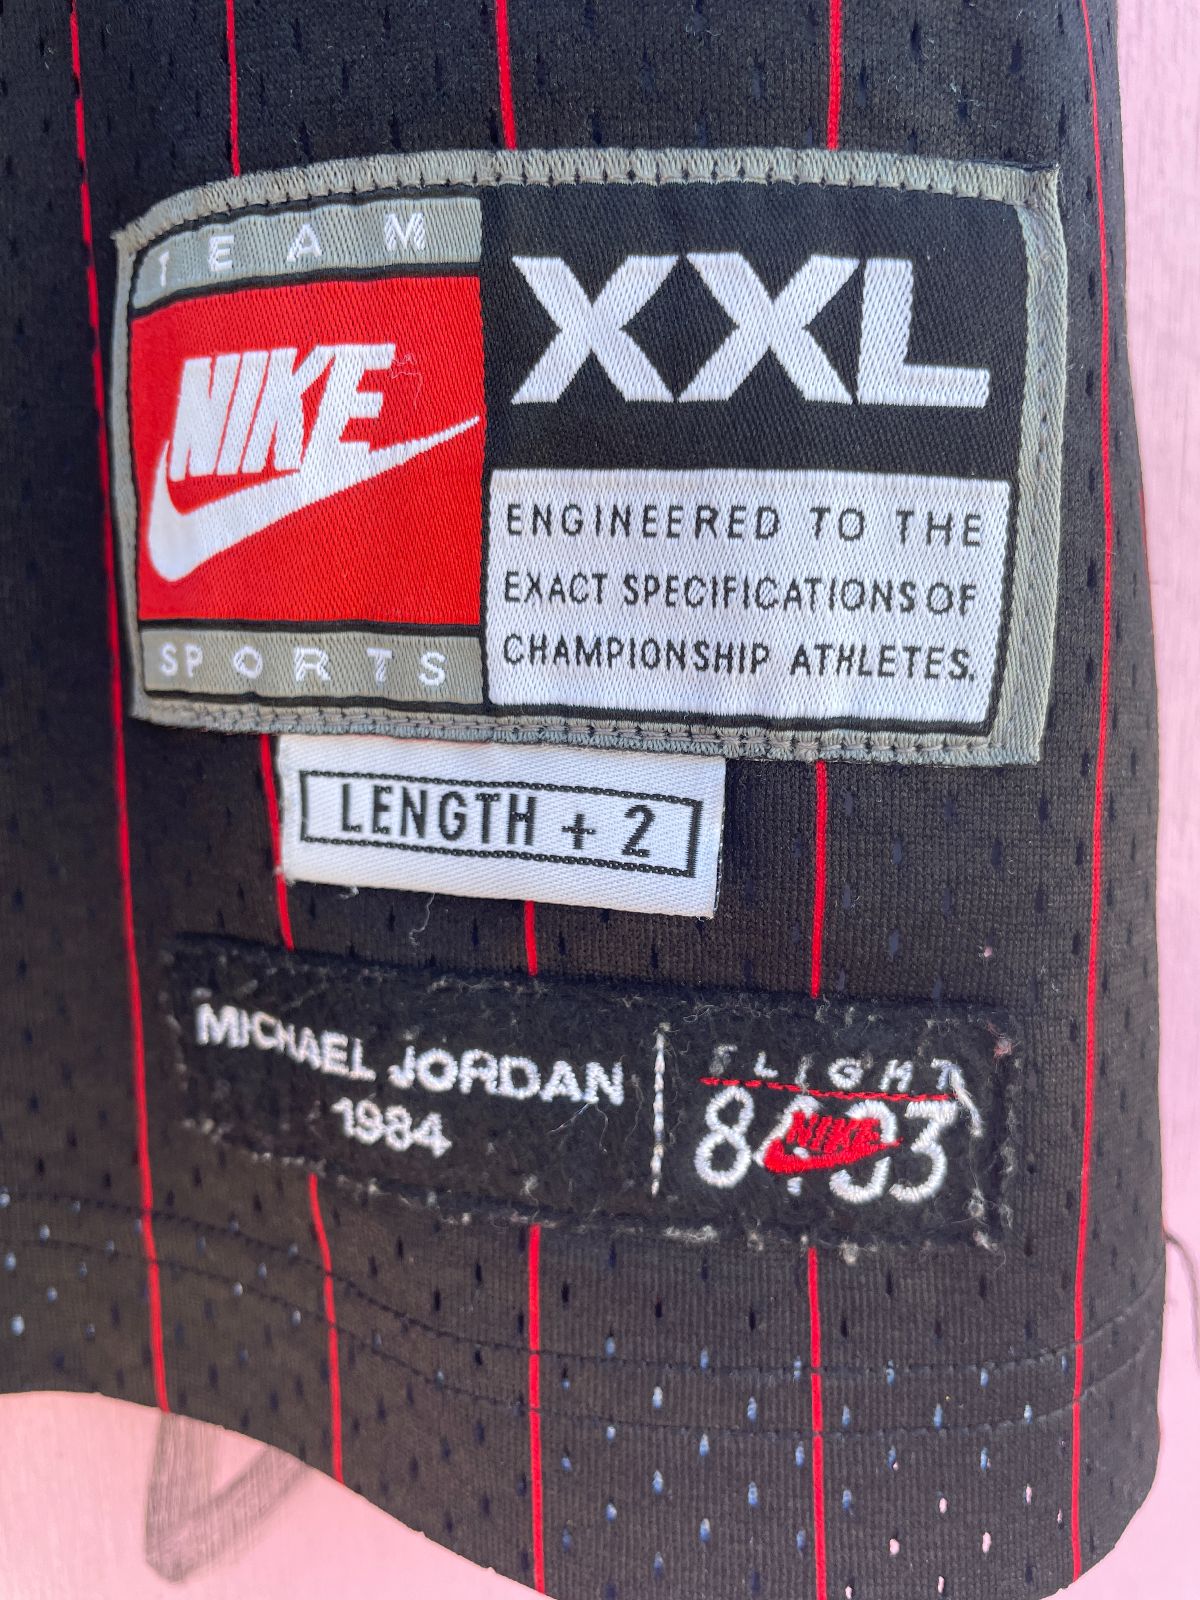 TEAM
NIKE
SPORTS
XXL
ENGINEERED TO THE
EXACT SPECIFICATIONS OF
CHAMPIONSHIP ATHLETES.
LENGTH + 2
MICHAEL JORDAN
1984
FLIGHT
8403
NIKE